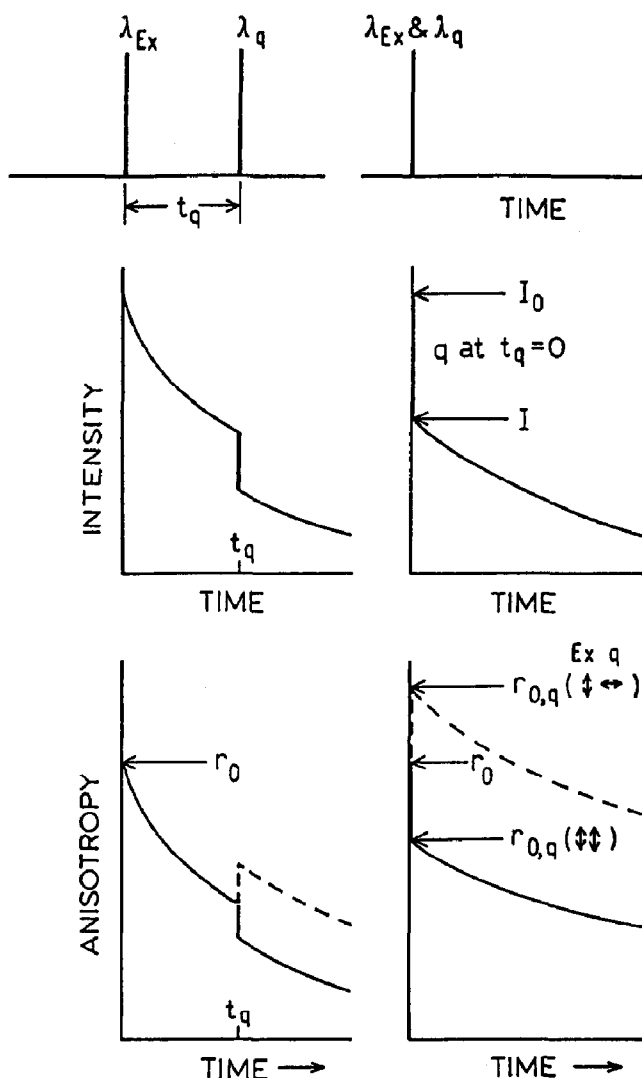 λEx λq λEx & λq
tq TIME
INTENSITY
I0
q at tq=0
I
tq
TIME TIME
ANISOTROPY
Ex q
r0,q (↕ ↔)
r0 r0
r0,q (↕↕)
tq
TIME → TIME →